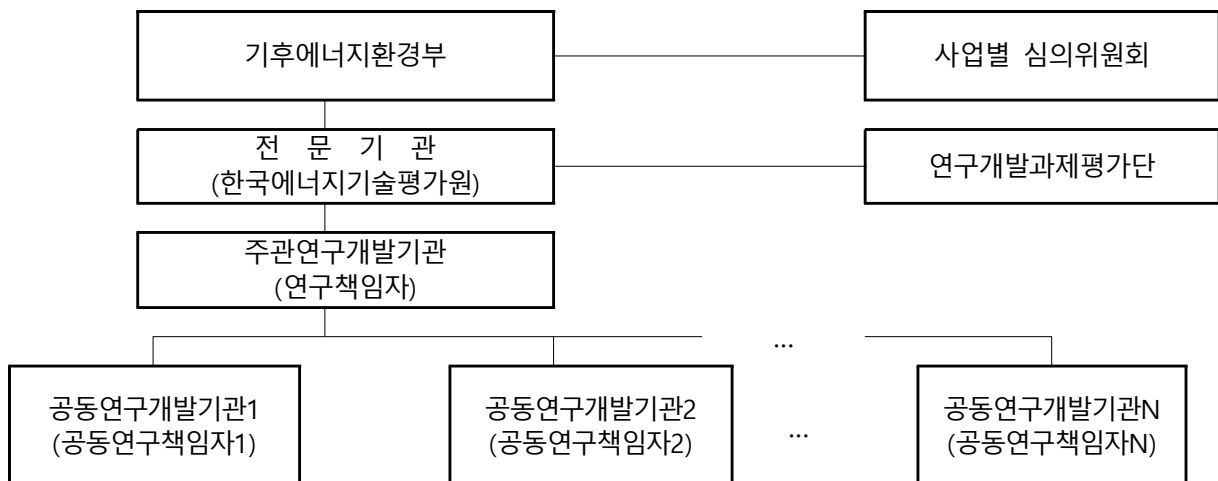 기후에너지환경부
사업별 심의위원회
전 문 기 관
(한국에너지기술평가원)
연구개발과제평가단
주관연구개발기관
(연구책임자)
...
공동연구개발기관1
(공동연구책임자1)
공동연구개발기관2
(공동연구책임자2)
...
공동연구개발기관N
(공동연구책임자N)